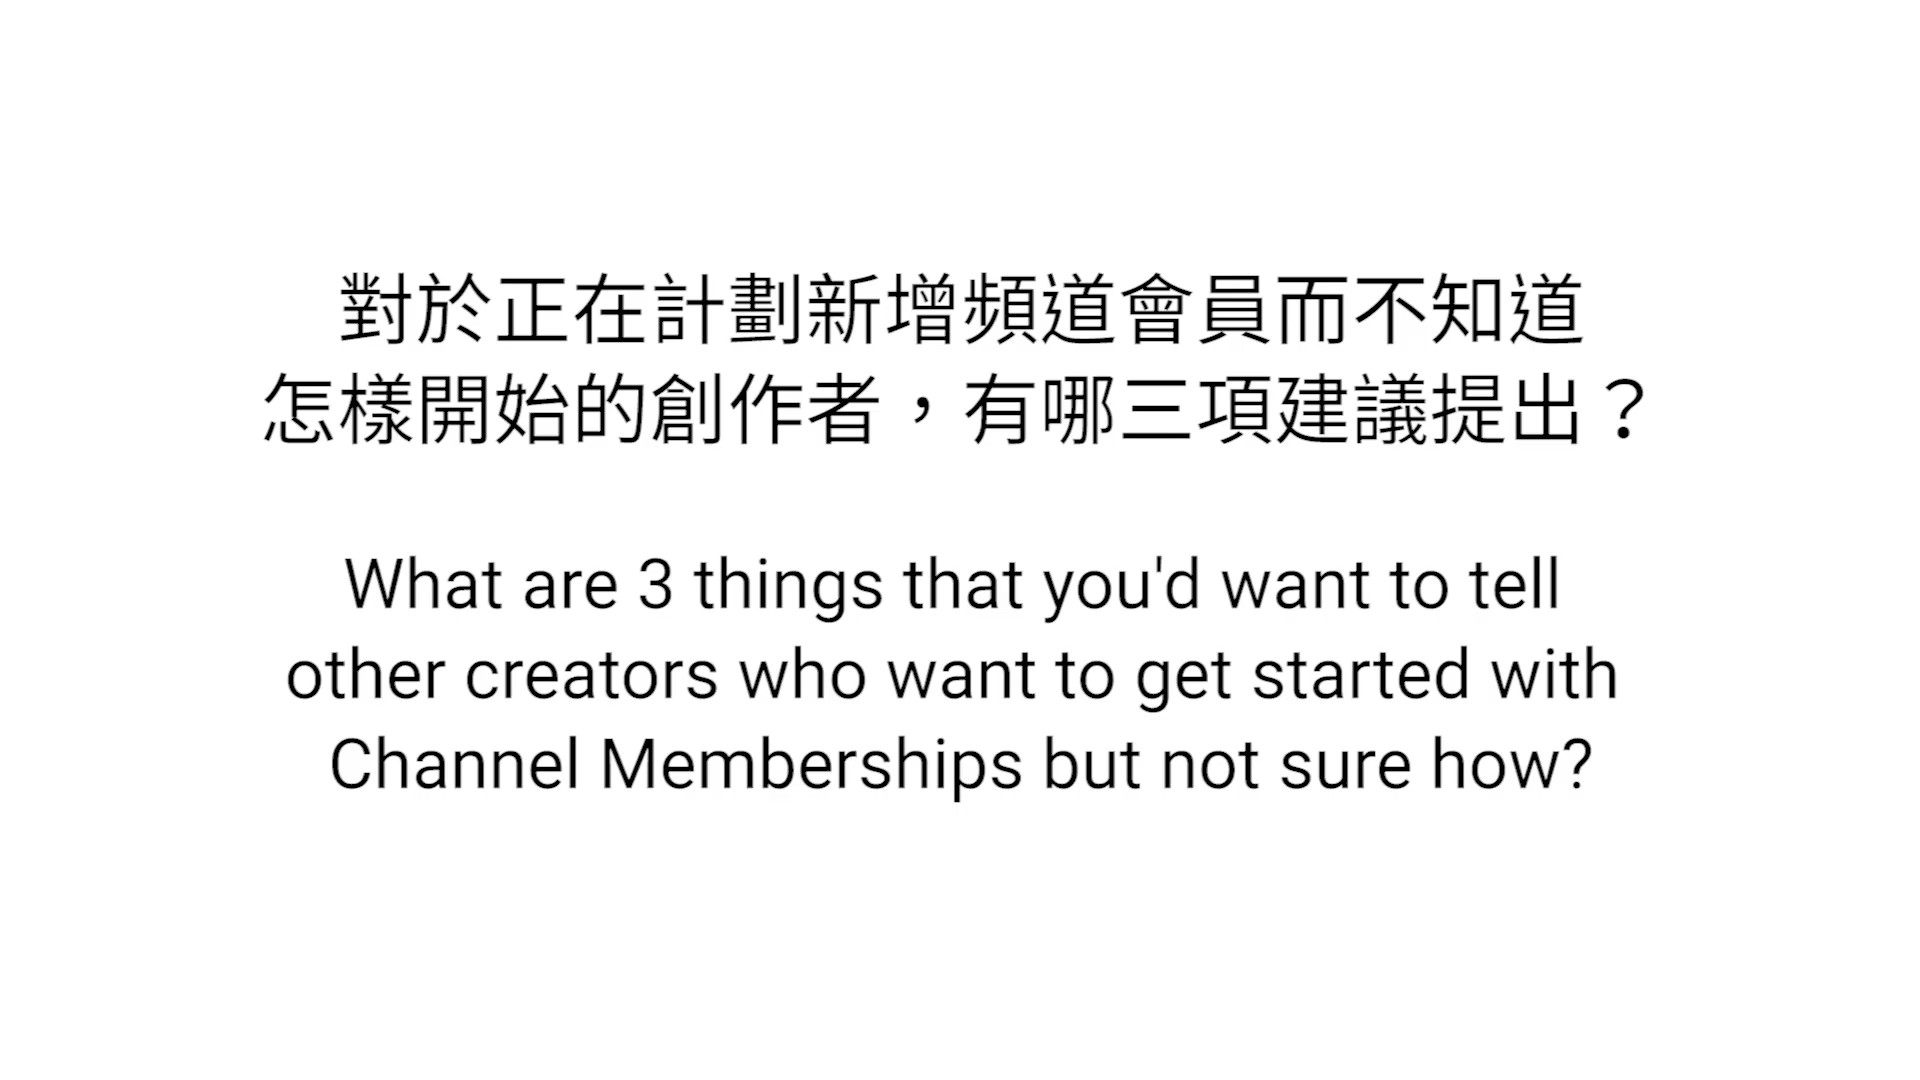 對於正在計劃新增頻道會員而不知道
怎樣開始的創作者，有哪三項建議提出？
What are 3 things that you'd want to tell
other creators who want to get started with
Channel Memberships but not sure how?